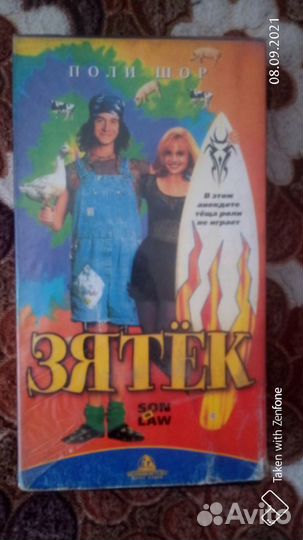 ПОЛИ ШОР
В этом
анекдоте
тёща роли
не играет
ЗЯТЁК
SON
IN
LAW
08.09.2021
Taken with Zenfone
Avito